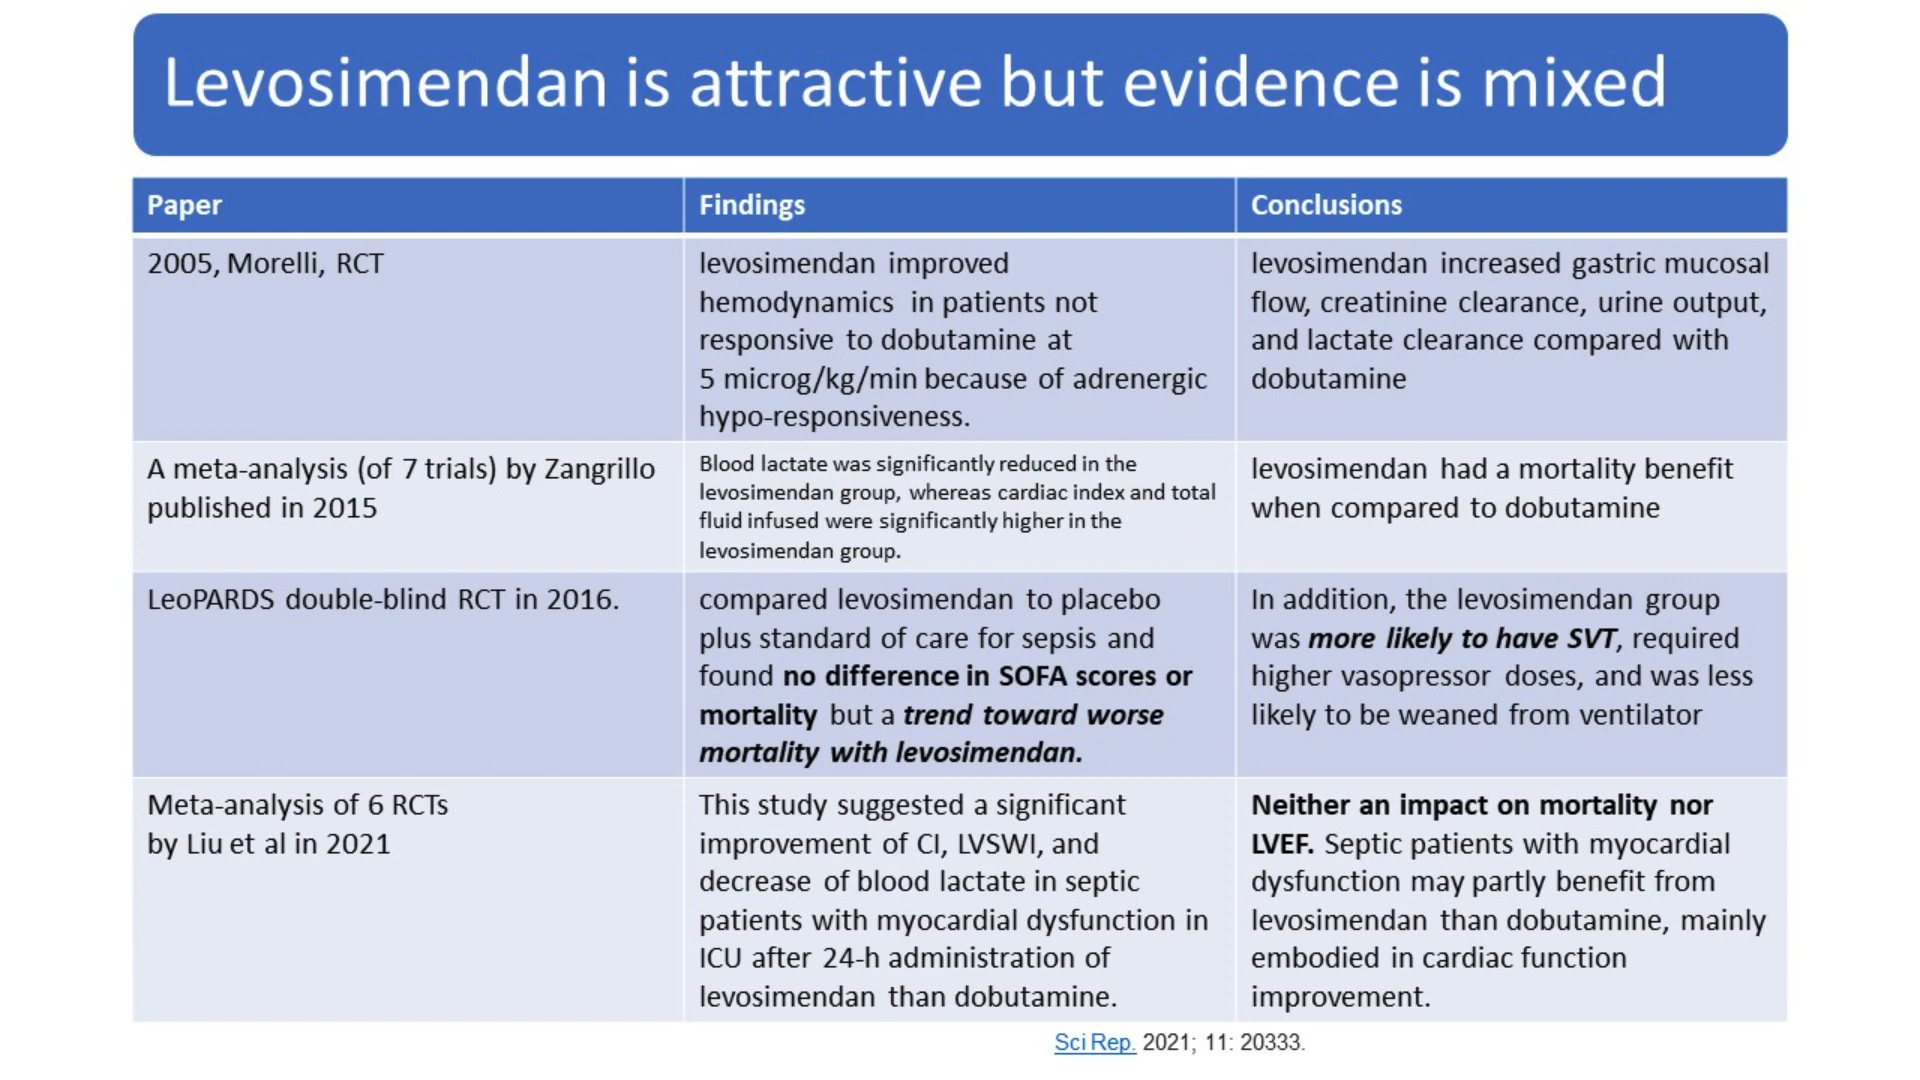 Levosimendan is attractive but evidence is mixed
Paper
Findings
Conclusions
2005, Morelli, RCT
levosimendan improved
hemodynamics in patients not
responsive to dobutamine at
5 microg/kg/min because of adrenergic
hypo-responsiveness.
levosimendan increased gastric mucosal
flow, creatinine clearance, urine output,
and lactate clearance compared with
dobutamine
A meta-analysis (of 7 trials) by Zangrillo
published in 2015
Blood lactate was significantly reduced in the
levosimendan group, whereas cardiac index and total
fluid infused were significantly higher in the
levosimendan group.
levosimendan had a mortality benefit
when compared to dobutamine
LeoPARDS double-blind RCT in 2016.
compared levosimendan to placebo
plus standard of care for sepsis and
found no difference in SOFA scores or
mortality but a trend toward worse
mortality with levosimendan.
In addition, the levosimendan group
was more likely to have SVT, required
higher vasopressor doses, and was less
likely to be weaned from ventilator
Meta-analysis of 6 RCTs
by Liu et al in 2021
This study suggested a significant
improvement of CI, LVSWI, and
decrease of blood lactate in septic
patients with myocardial dysfunction in
ICU after 24-h administration of
levosimendan than dobutamine.
Neither an impact on mortality nor
LVEF. Septic patients with myocardial
dysfunction may partly benefit from
levosimendan than dobutamine, mainly
embodied in cardiac function
improvement.
Sci Rep. 2021; 11: 20333.